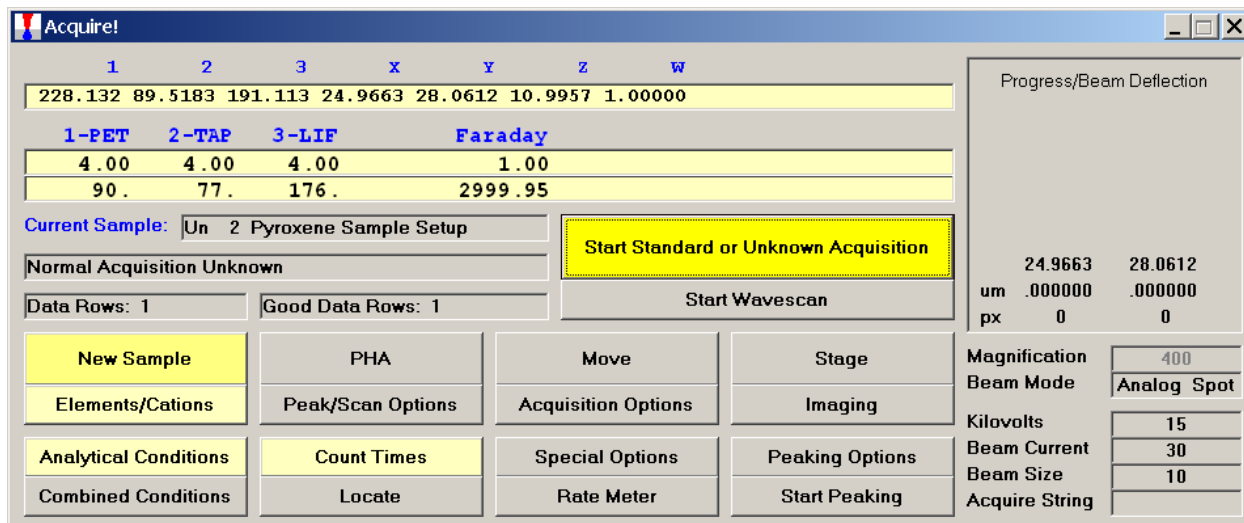 Acquire!
1 2 3 X Y Z W
228.132 89.5183 191.113 24.9663 28.0612 10.9957 1.00000
1-PET 2-TAP 3-LIF Faraday
4.00 4.00 4.00 1.00
90. 77. 176. 2999.95
Current Sample: Un 2 Pyroxene Sample Setup
Normal Acquisition Unknown
Data Rows: 1 Good Data Rows: 1
Start Standard or Unknown Acquisition
Start Wavescan
Progress/Beam Deflection
24.9663 28.0612
um .000000 .000000
px 0 0
New Sample PHA Move Stage
Elements/Cations Peak/Scan Options Acquisition Options Imaging
Analytical Conditions Count Times Special Options Peaking Options
Combined Conditions Locate Rate Meter Start Peaking
Magnification 400
Beam Mode Analog Spot
Kilovolts 15
Beam Current 30
Beam Size 10
Acquire String